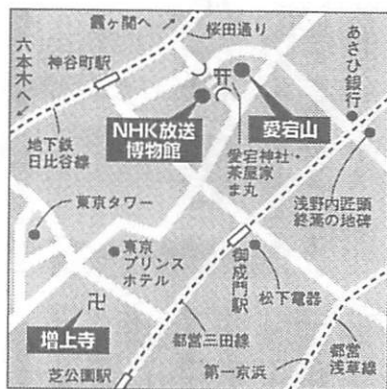 霞ヶ関へ
桜田通り
六本木へ
神谷町駅
あさひ銀行
地下鉄
日比谷線
NHK放送
博物館
愛宕山
愛宕神社・
茶屋家
ま丸
浅野内匠頭
終焉の地碑
東京タワー
東京
プリンス
ホテル
御成門駅
松下電器
増上寺
都営三田線
都営
浅草線
芝公園駅
第一京浜